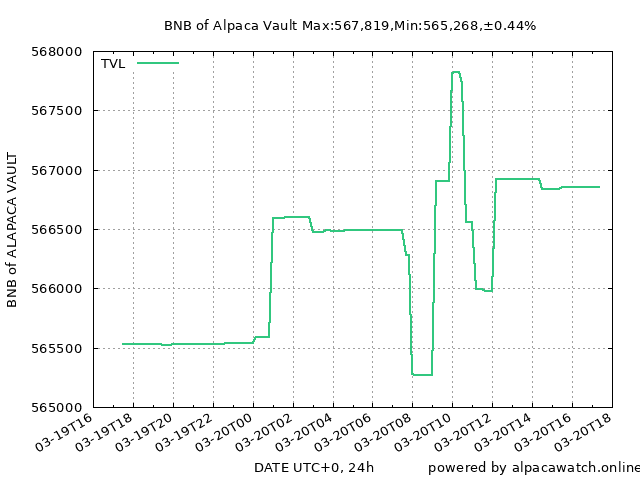 BNB of Alpaca Vault Max:567,819,Min:565,268,±0.44%
TVL
568000
567500
567000
566500
566000
565500
565000
BNB of ALAPACA VAULT
03-19T16
03-19T18
03-19T20
03-19T22
03-20T00
03-20T02
03-20T04
03-20T06
03-20T08
03-20T10
03-20T12
03-20T14
03-20T16
03-20T18
DATE UTC+0, 24h
powered by alpacawatch.online